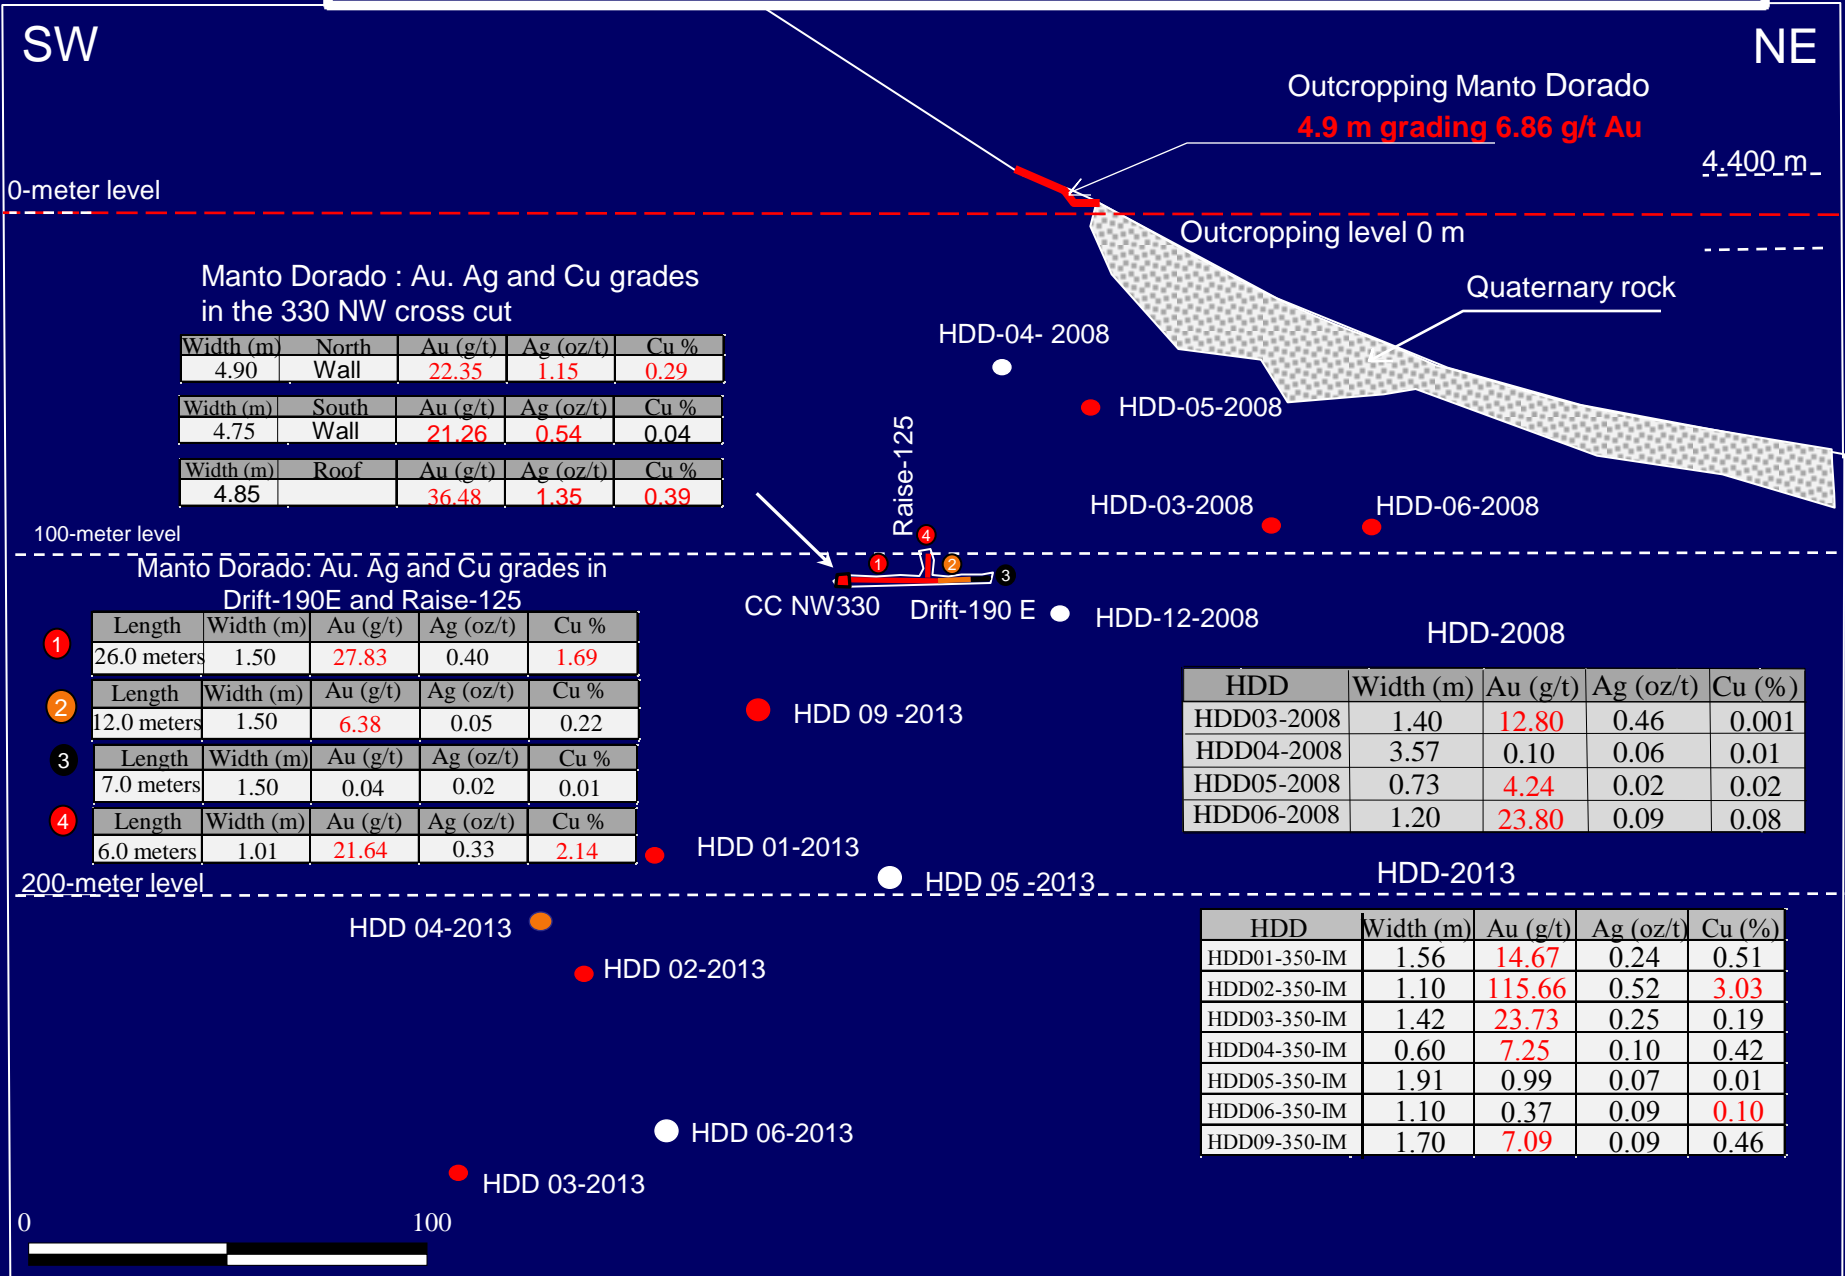 SW
NE
Outcropping Manto Dorado
4.9 m grading 6.86 g/t Au
4.400 m
0-meter level
Outcropping level 0 m
Quaternary rock
Manto Dorado : Au. Ag and Cu grades
in the 330 NW cross cut
Width (m) North Au (g/t) Ag (oz/t) Cu %
4.90 Wall 22.35 1.15 0.29
Width (m) South Au (g/t) Ag (oz/t) Cu %
4.75 Wall 21.26 0.54 0.04
Width (m) Roof Au (g/t) Ag (oz/t) Cu %
4.85 36.48 1.35 0.39
HDD-04- 2008
HDD-05-2008
Raise-125
HDD-03-2008
HDD-06-2008
100-meter level
4
1
2
3
CC NW330
Drift-190 E
HDD-12-2008
Manto Dorado: Au. Ag and Cu grades in
Drift-190E and Raise-125
1
Length Width (m) Au (g/t) Ag (oz/t) Cu %
26.0 meters 1.50 27.83 0.40 1.69
2
Length Width (m) Au (g/t) Ag (oz/t) Cu %
12.0 meters 1.50 6.38 0.05 0.22
3
Length Width (m) Au (g/t) Ag (oz/t) Cu %
7.0 meters 1.50 0.04 0.02 0.01
4
Length Width (m) Au (g/t) Ag (oz/t) Cu %
6.0 meters 1.01 21.64 0.33 2.14
HDD 09 -2013
HDD-2008
HDD Width (m) Au (g/t) Ag (oz/t) Cu (%)
HDD03-2008 1.40 12.80 0.46 0.001
HDD04-2008 3.57 0.10 0.06 0.01
HDD05-2008 0.73 4.24 0.02 0.02
HDD06-2008 1.20 23.80 0.09 0.08
HDD 01-2013
HDD 05 -2013
200-meter level
HDD 04-2013
HDD 02-2013
HDD-2013
HDD Width (m) Au (g/t) Ag (oz/t) Cu (%)
HDD01-350-IM 1.56 14.67 0.24 0.51
HDD02-350-IM 1.10 115.66 0.52 3.03
HDD03-350-IM 1.42 23.73 0.25 0.19
HDD04-350-IM 0.60 7.25 0.10 0.42
HDD05-350-IM 1.91 0.99 0.07 0.01
HDD06-350-IM 1.10 0.37 0.09 0.10
HDD09-350-IM 1.70 7.09 0.09 0.46
HDD 06-2013
HDD 03-2013
0 100